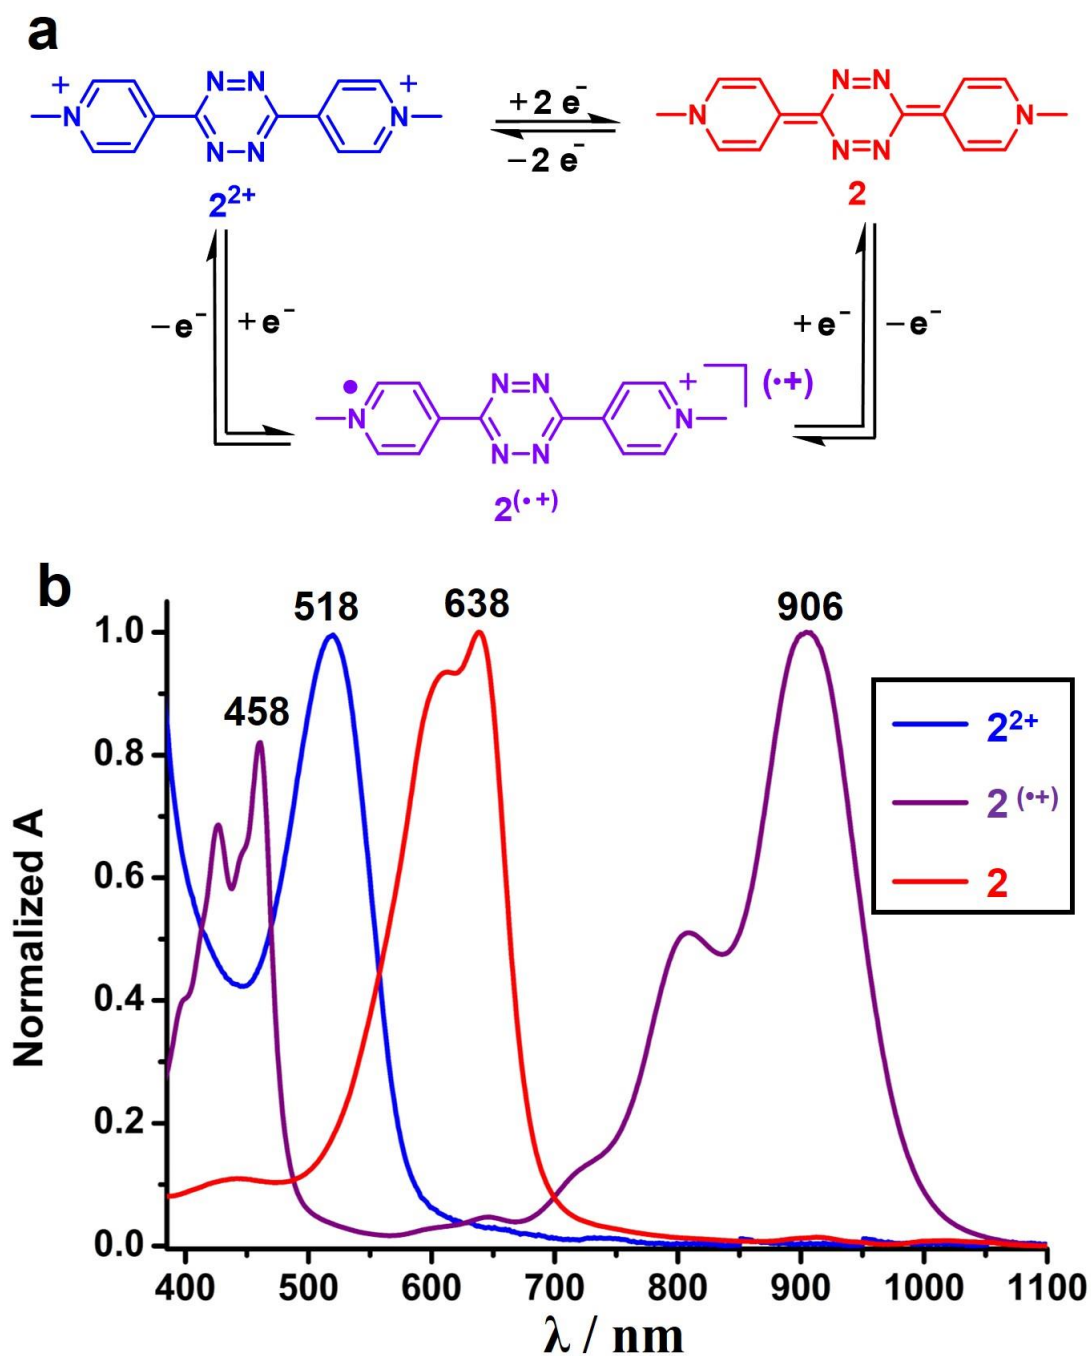 a
+ N N=N N–N N +
+2 e⁻
−2 e⁻
N N=N N=N N
2²⁺
2
−e⁻ +e⁻
+e⁻ −e⁻
• N N=N N–N N + (•+)
2(•+)
b
518 638 906
458
1.0
0.8
0.6
0.4
0.2
0.0
Normalized A
2²⁺
2 (•+)
2
400 500 600 700 800 900 1000 1100
λ / nm